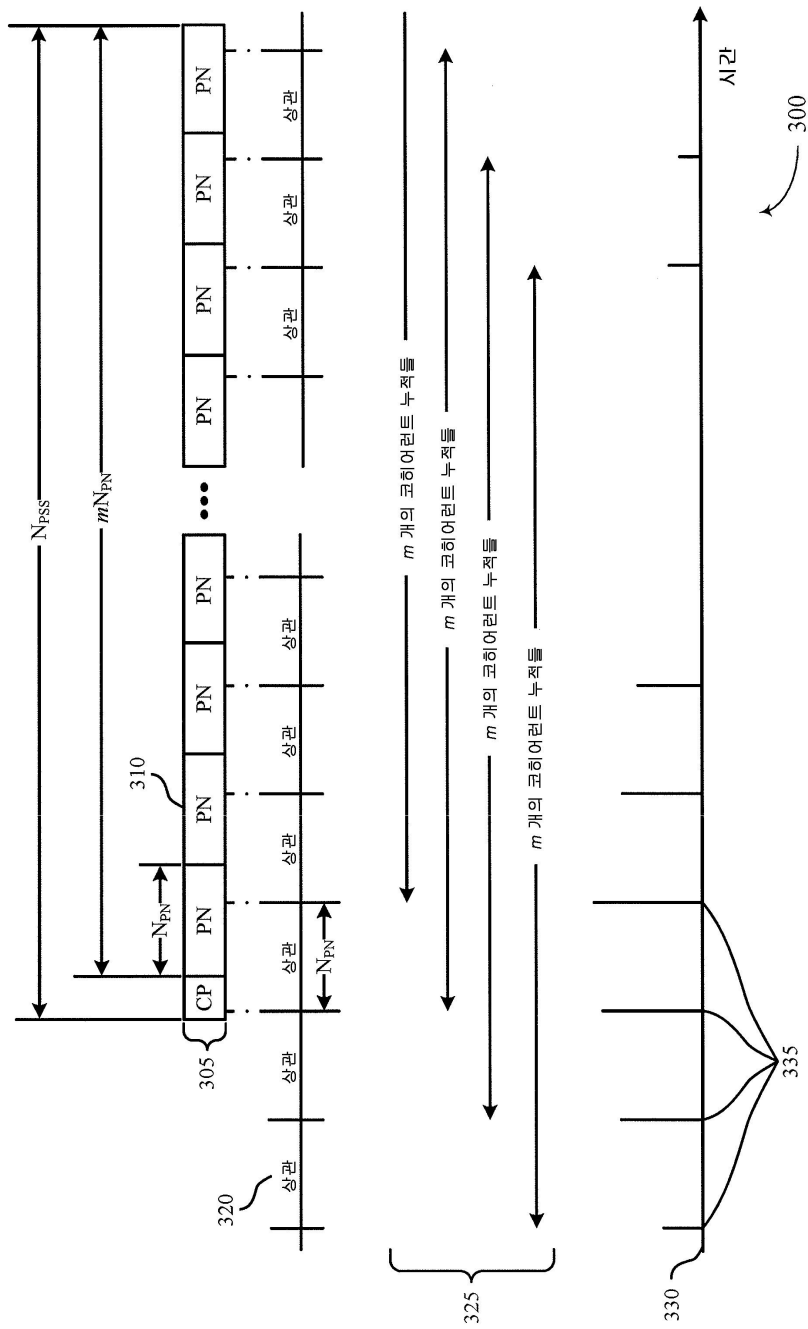 N_PSS
mN_PN
N_PN
310
305
CP PN PN PN PN ••• PN PN PN PN
320
상관 상관 상관 상관 상관 상관 상관 상관 상관
N_PN
325
m 개의 코히어런트 누적들
m 개의 코히어런트 누적들
m 개의 코히어런트 누적들
m 개의 코히어런트 누적들
330
335
시간
300